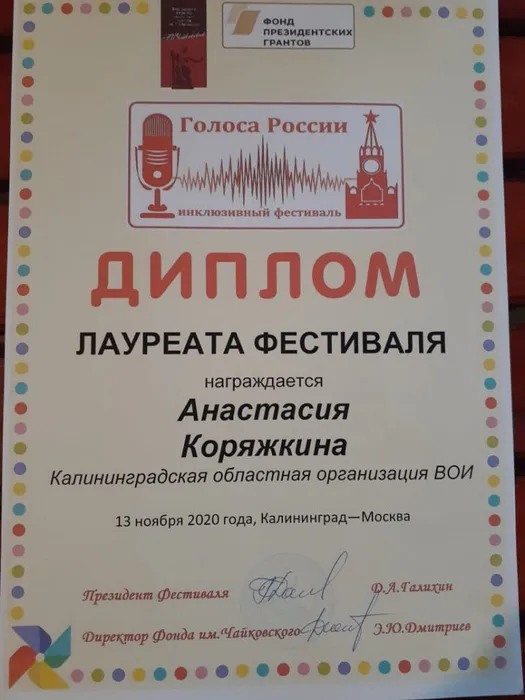 ФОНД
ПРЕЗИДЕНТСКИХ
ГРАНТОВ
Голоса России
инклюзивный фестиваль
ДИПЛОМ
ЛАУРЕАТА ФЕСТИВАЛЯ
награждается
Анастасия
Коряжкина
Калининградская областная организация ВОИ
13 ноября 2020 года, Калининград—Москва
Президент Фестиваля Д.А.Галихин
Директор Фонда им.Чайковского Э.Ю.Дмитриев